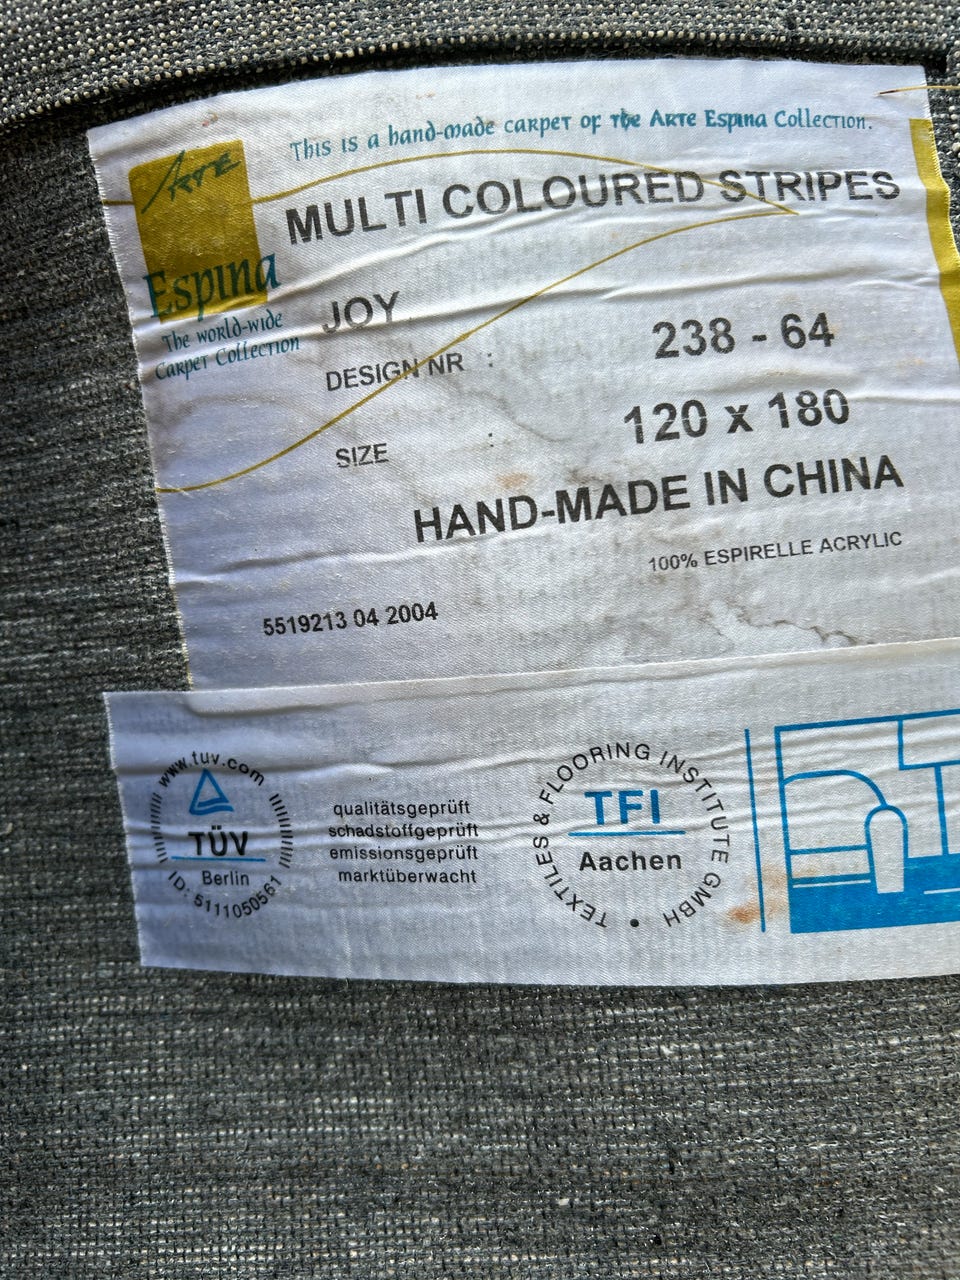 This is a hand-made carpet of the Arte Espina Collection.
Arte
Espina
The world-wide
Carpet Collection
MULTI COLOURED STRIPES
JOY
DESIGN NR : 238 - 64
SIZE : 120 x 180
HAND-MADE IN CHINA
100% ESPIRELLE ACRYLIC
5519213 04 2004
www.tuv.com
TÜV
Berlin
ID: 5111050561
qualitätsgeprüft
schadstoffgeprüft
emissionsgeprüft
marktüberwacht
TEXTILES & FLOORING INSTITUTE GMBH •
TFI
Aachen